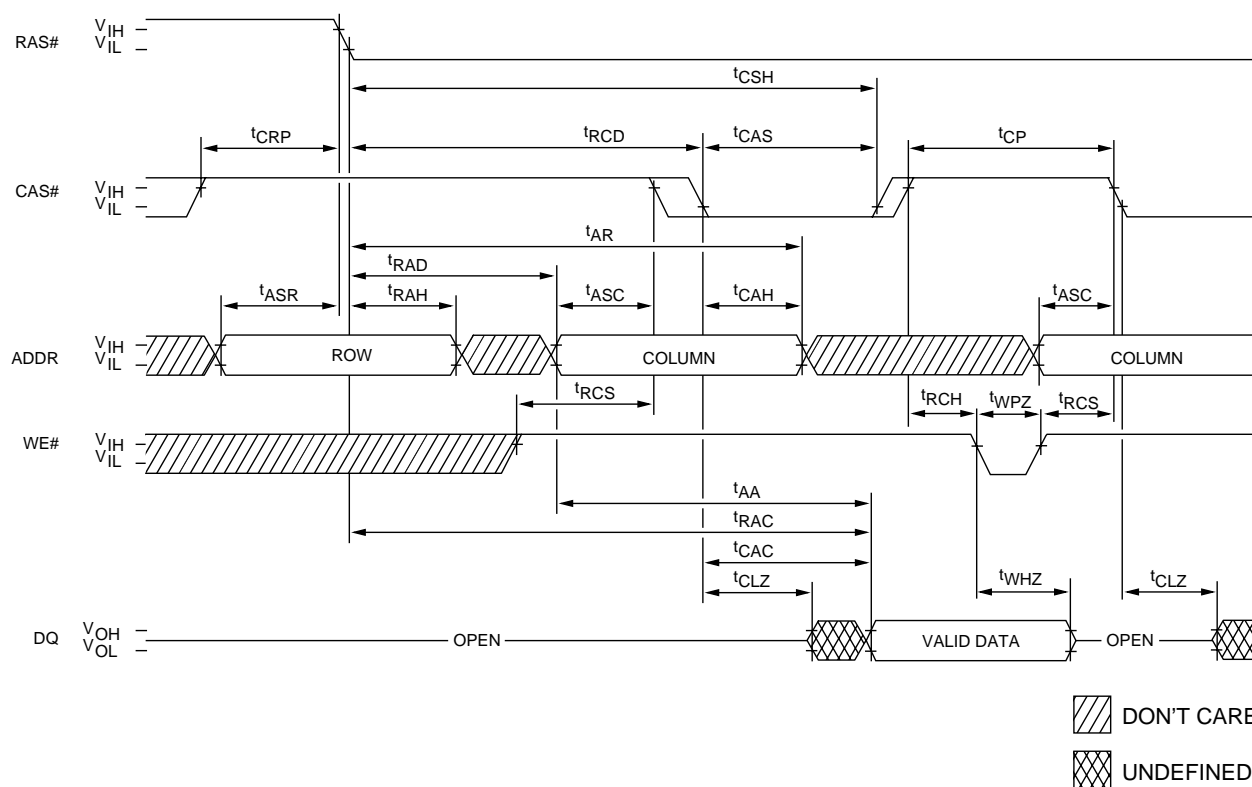 RAS# VIH VIL
tCSH
tCRP tRCD tCAS tCP
CAS# VIH VIL
tAR
tRAD
tASR tRAH tASC tCAH tASC
ADDR VIH VIL ROW COLUMN COLUMN
tRCS tRCH tWPZ tRCS
WE# VIH VIL
tAA
tRAC
tCAC
tCLZ tWHZ tCLZ
DQ VOH VOL OPEN VALID DATA OPEN
DON'T CARE
UNDEFINED